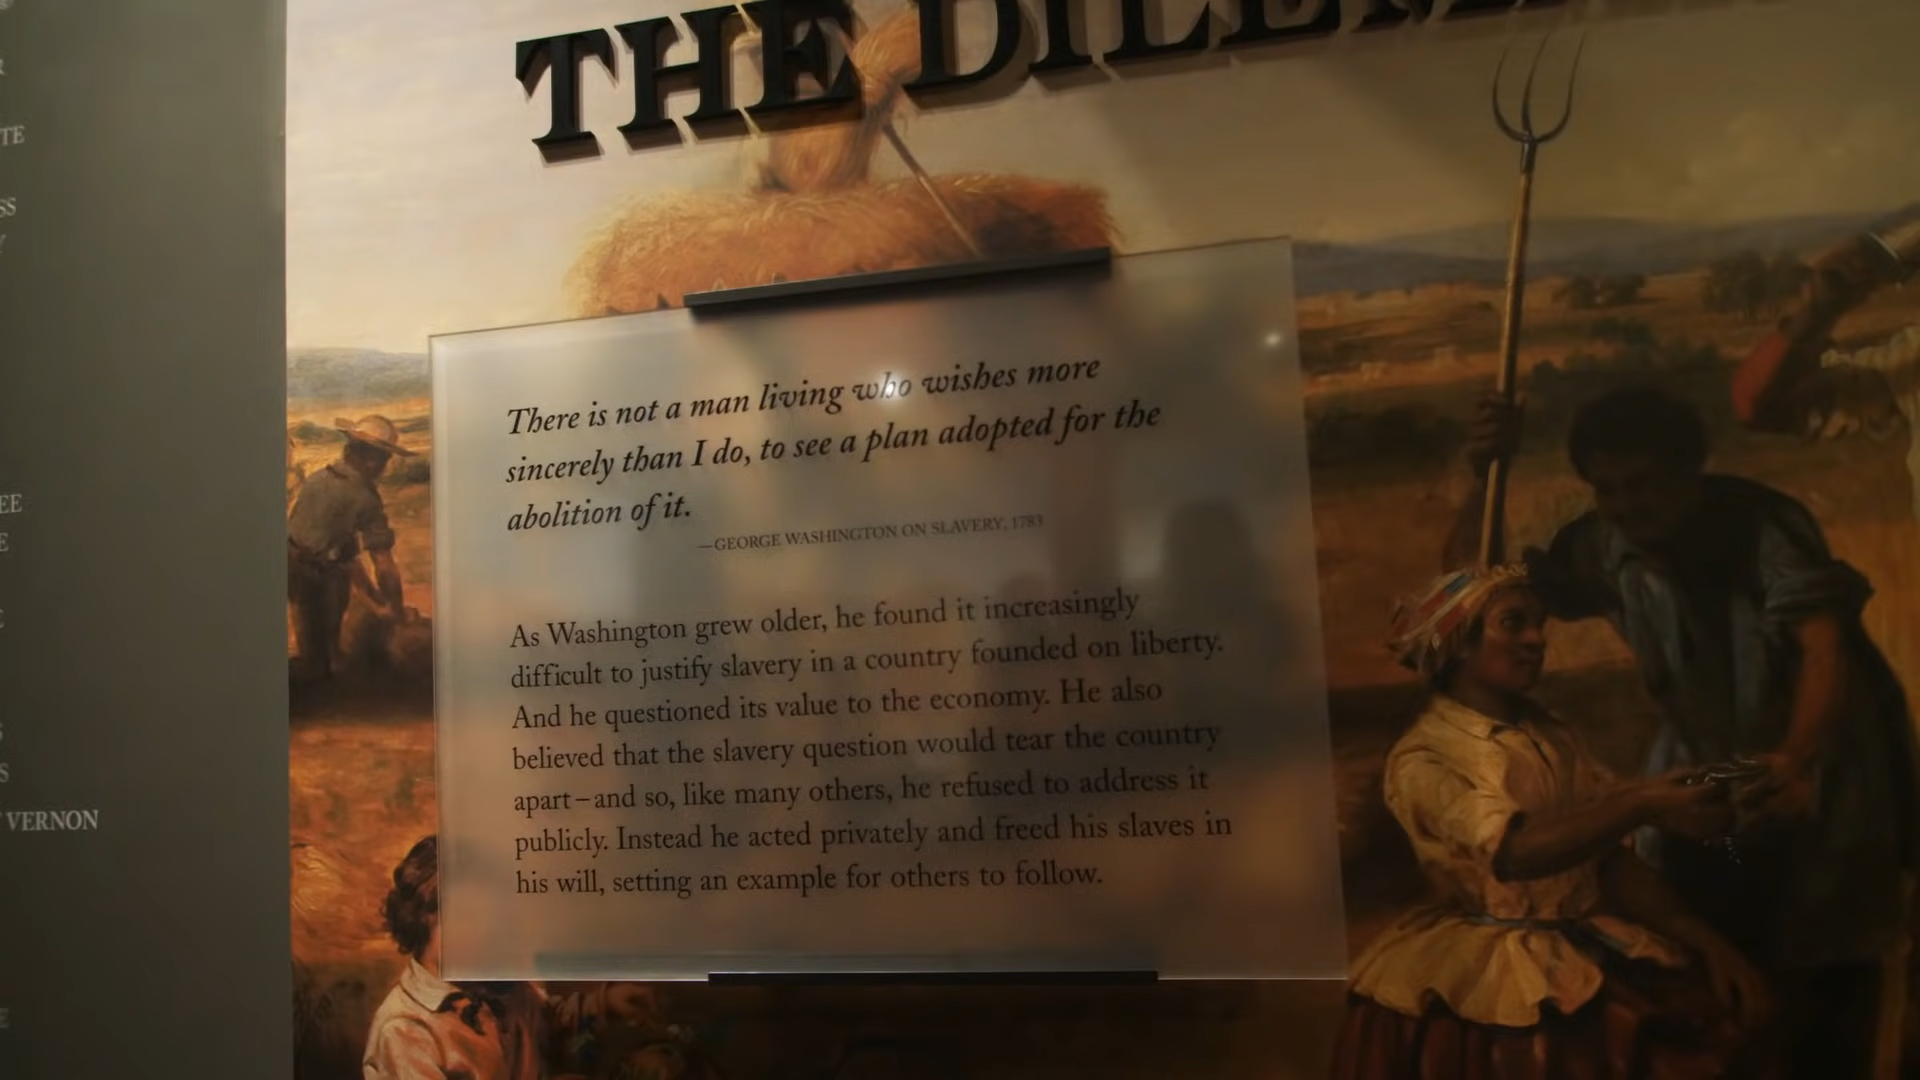 THE DILEM
There is not a man living who wishes more
sincerely than I do, to see a plan adopted for the
abolition of it.
—GEORGE WASHINGTON ON SLAVERY, 1783
As Washington grew older, he found it increasingly
difficult to justify slavery in a country founded on liberty.
And he questioned its value to the economy. He also
believed that the slavery question would tear the country
apart – and so, like many others, he refused to address it
publicly. Instead he acted privately and freed his slaves in
his will, setting an example for others to follow.
TE
SS
EE
E
S
VERNON
E